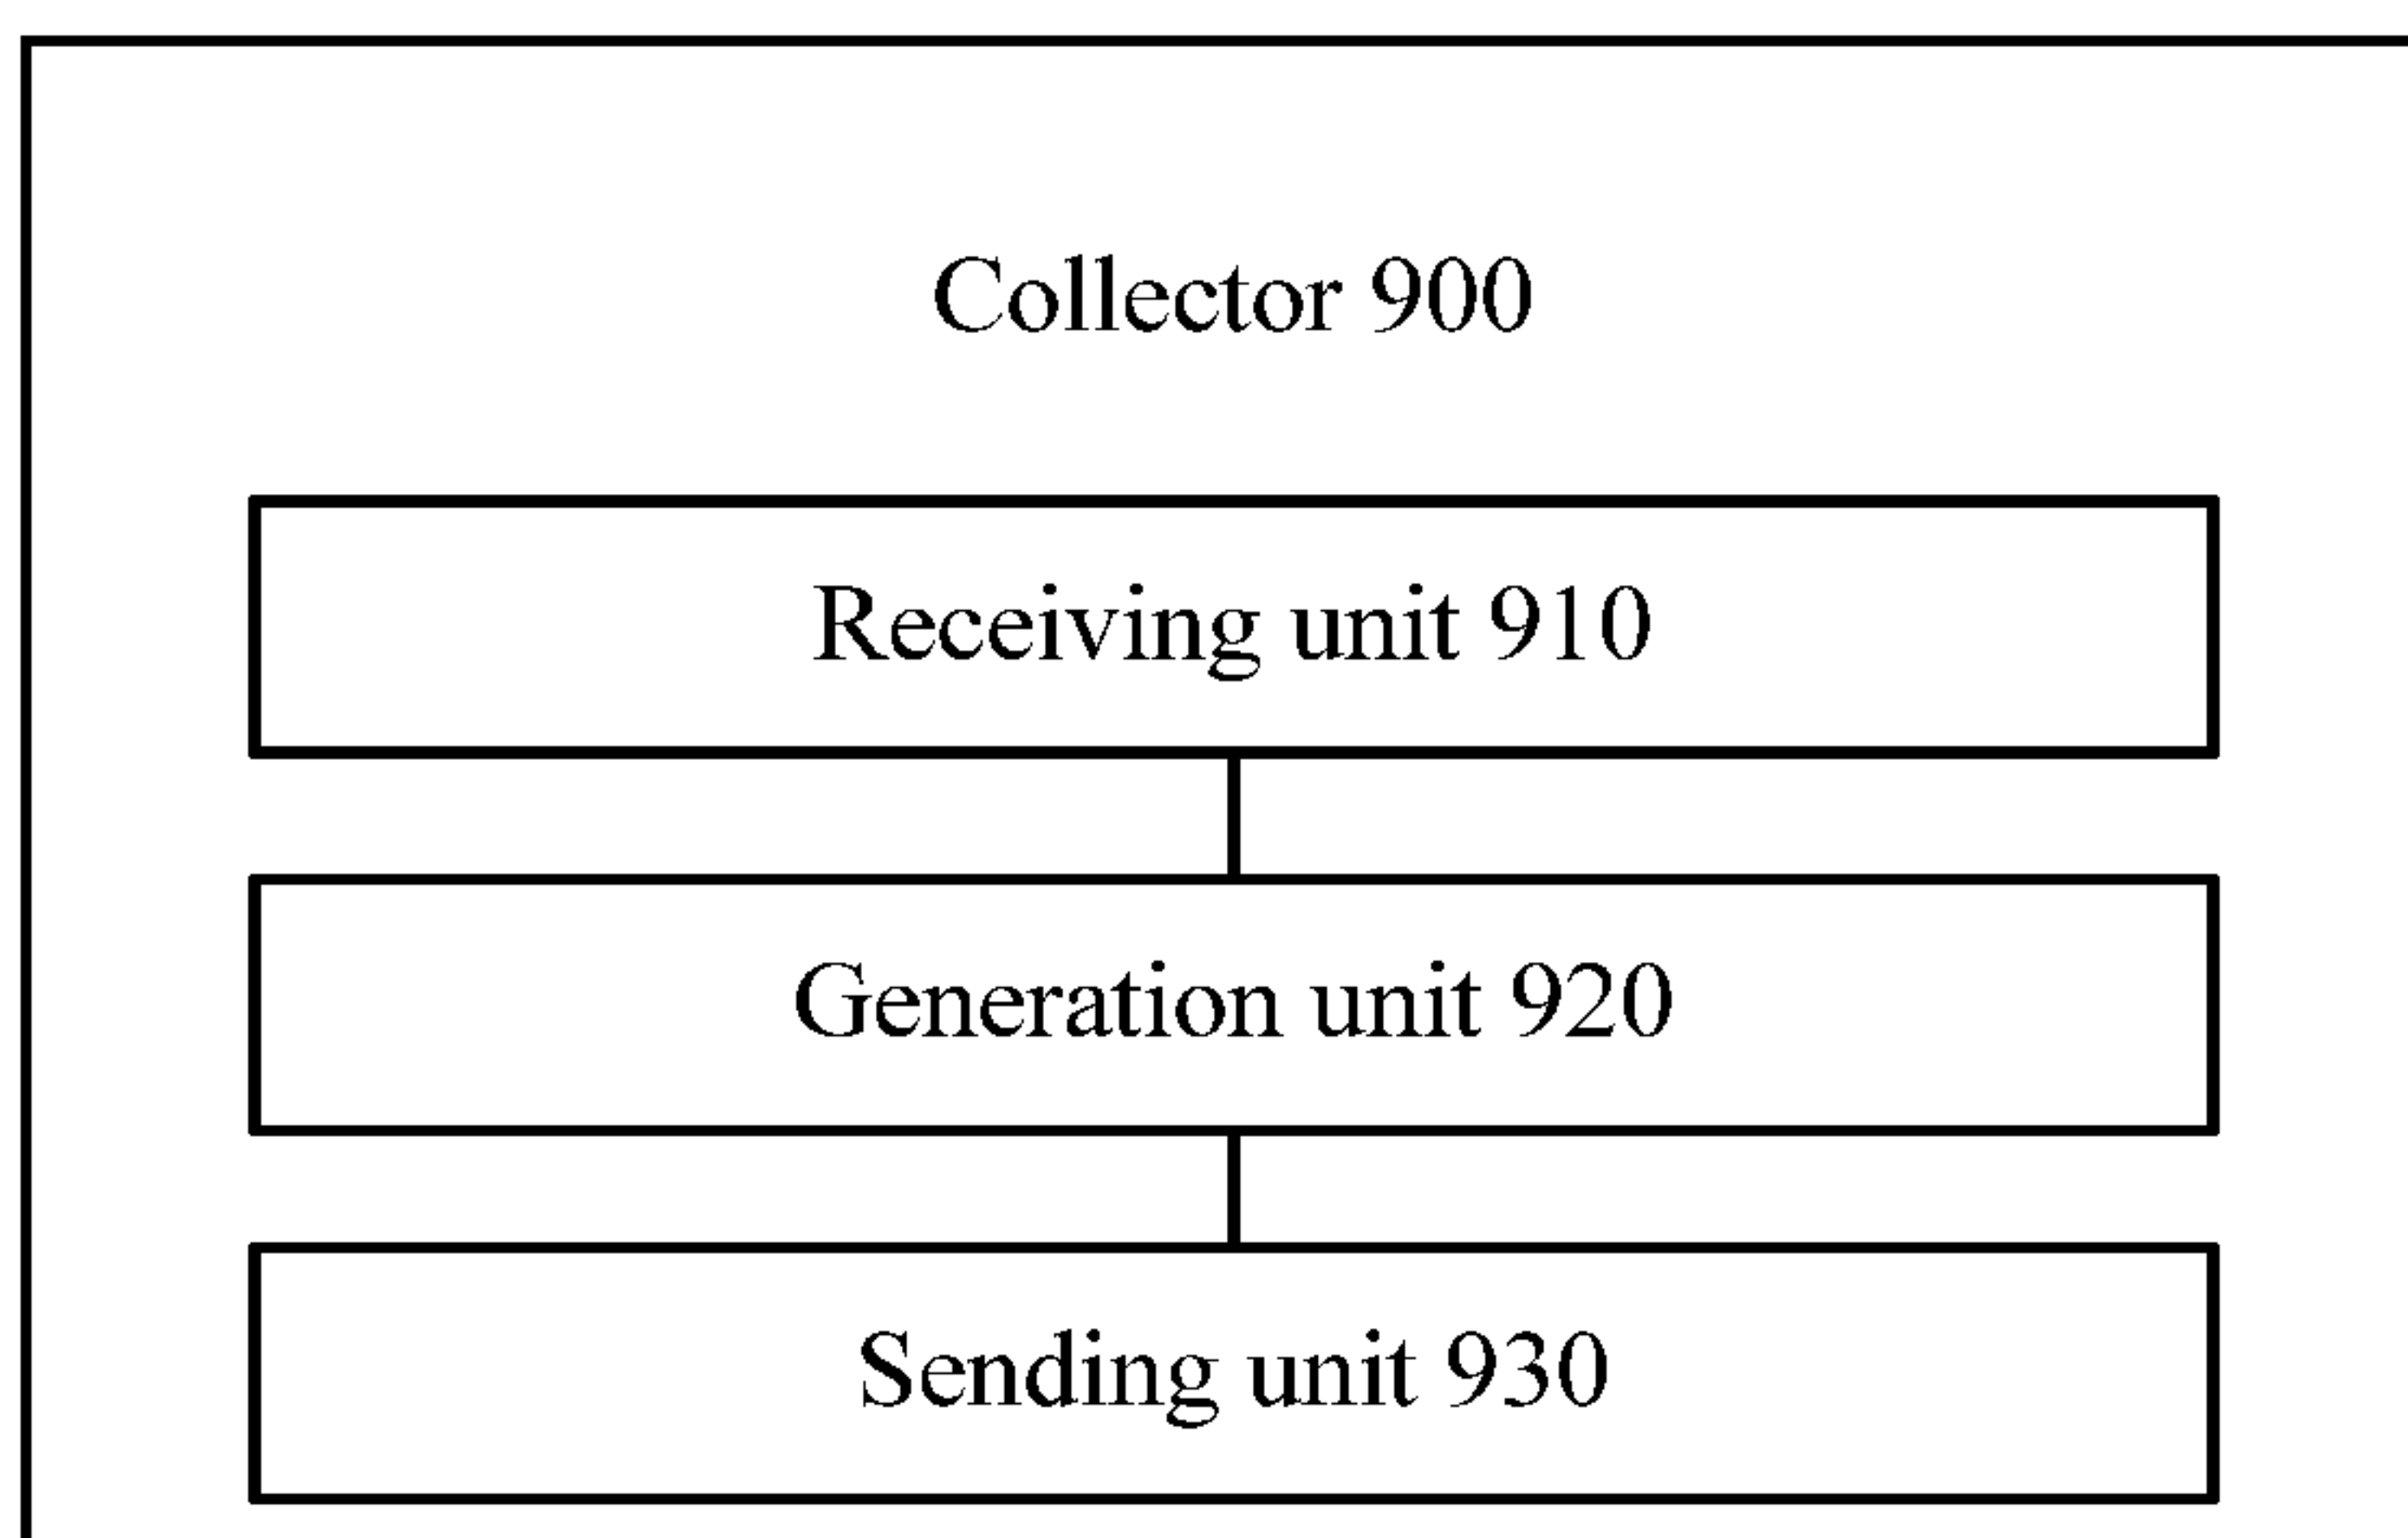 Collector 900
Receiving unit 910
Generation unit 920
Sending unit 930